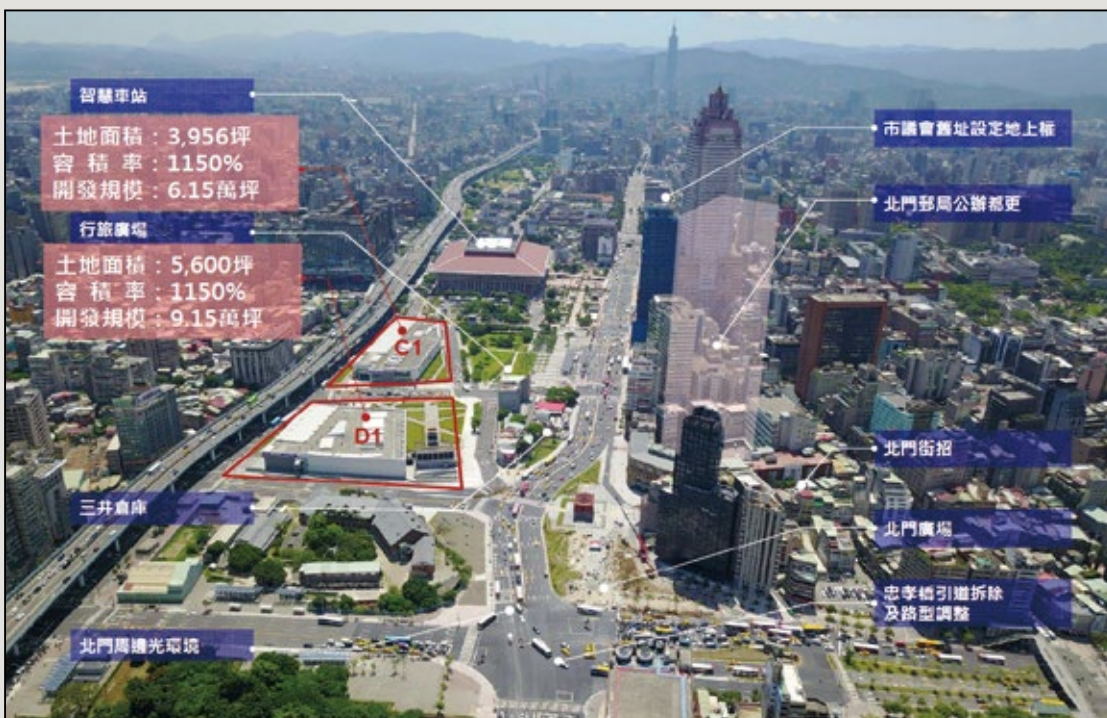 智慧車站
土地面積：3,956坪
容積率：1150%
開發規模：6.15萬坪
行旅廣場
土地面積：5,600坪
容積率：1150%
開發規模：9.15萬坪
C1
D1
三井倉庫
北門周邊光環境
市議會舊址設定地上權
北門郵局公辦都更
北門街招
北門廣場
忠孝橋引道拆除
及路型調整